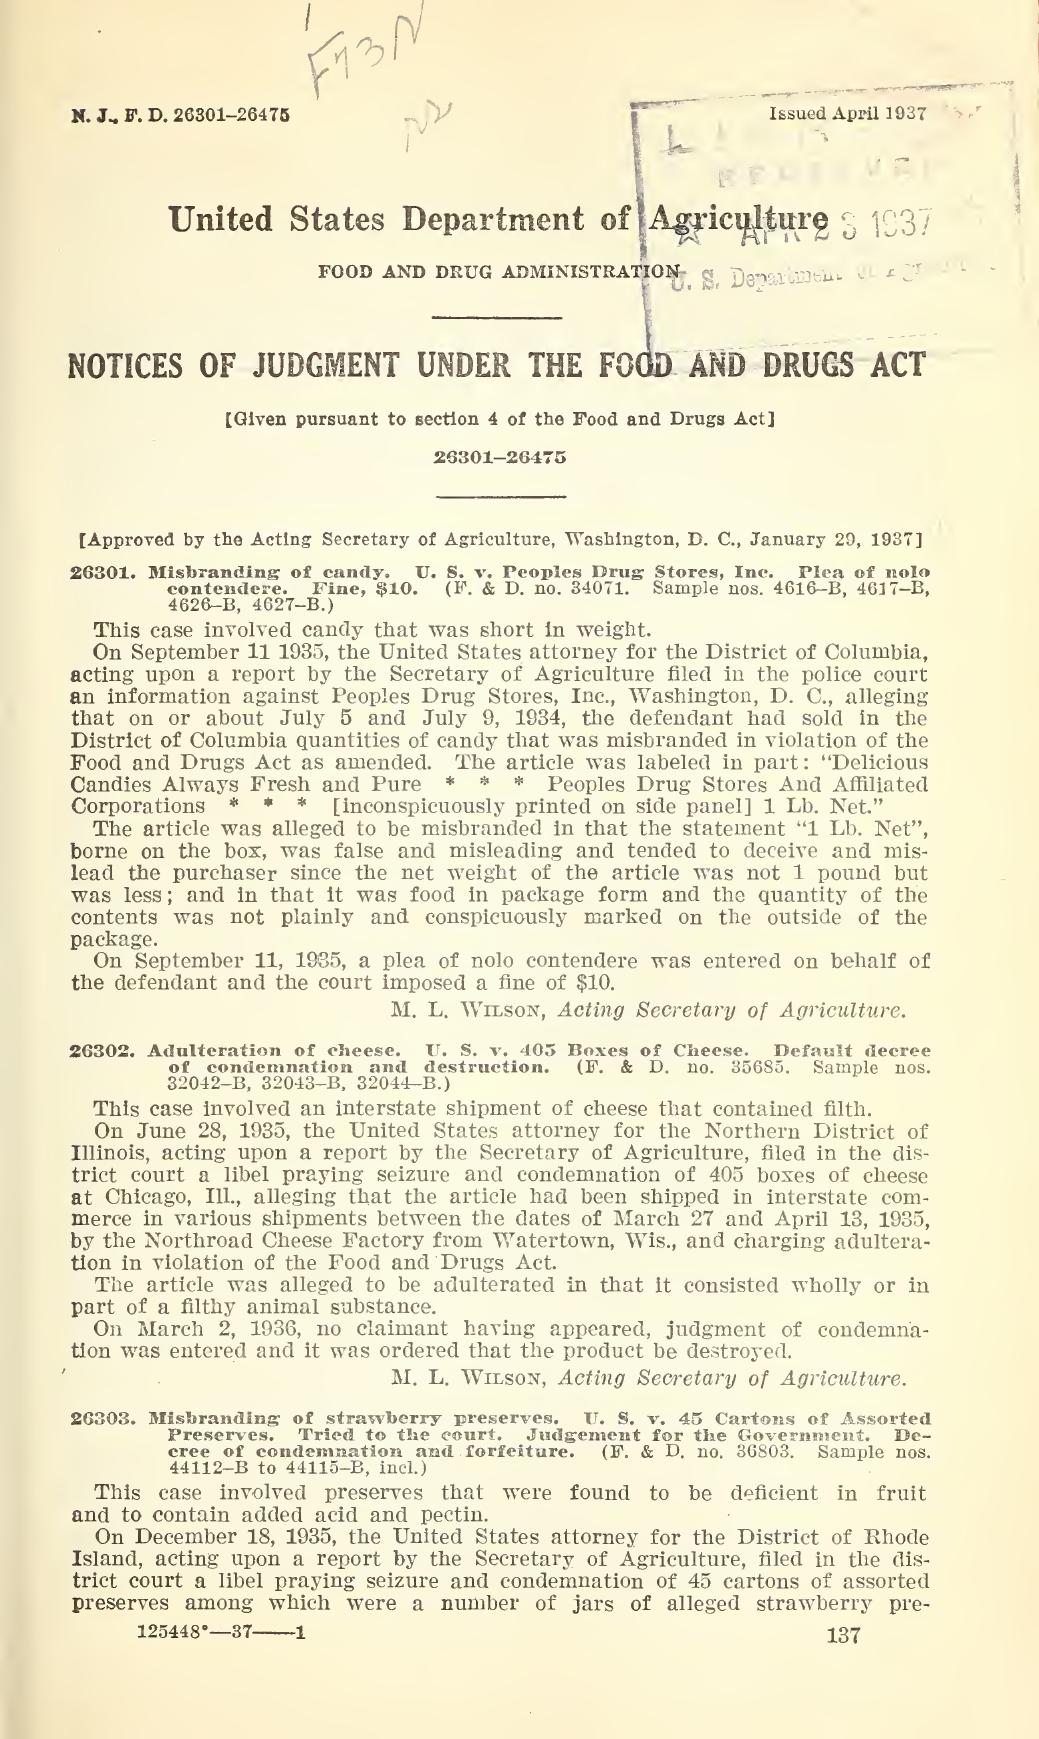 F73N
N. J., F. D. 26301–26475
Issued April 1937
United States Department of Agriculture
APR 23 1937
FOOD AND DRUG ADMINISTRATION
U. S. Department
NOTICES OF JUDGMENT UNDER THE FOOD AND DRUGS ACT
[Given pursuant to section 4 of the Food and Drugs Act]
26301–26475
[Approved by the Acting Secretary of Agriculture, Washington, D. C., January 29, 1937]
26301. Misbranding of candy. U. S. v. Peoples Drug Stores, Inc. Plea of nolo
contendere. Fine, $10. (F. & D. no. 34071. Sample nos. 4616–B, 4617–B,
4626–B, 4627–B.)
This case involved candy that was short in weight.
On September 11 1935, the United States attorney for the District of Columbia,
acting upon a report by the Secretary of Agriculture filed in the police court
an information against Peoples Drug Stores, Inc., Washington, D. C., alleging
that on or about July 5 and July 9, 1934, the defendant had sold in the
District of Columbia quantities of candy that was misbranded in violation of the
Food and Drugs Act as amended. The article was labeled in part: “Delicious
Candies Always Fresh and Pure * * * Peoples Drug Stores And Affiliated
Corporations * * * [inconspicuously printed on side panel] 1 Lb. Net.”
The article was alleged to be misbranded in that the statement “1 Lb. Net”,
borne on the box, was false and misleading and tended to deceive and mis-
lead the purchaser since the net weight of the article was not 1 pound but
was less; and in that it was food in package form and the quantity of the
contents was not plainly and conspicuously marked on the outside of the
package.
On September 11, 1935, a plea of nolo contendere was entered on behalf of
the defendant and the court imposed a fine of $10.
M. L. WILSON, Acting Secretary of Agriculture.
26302. Adulteration of cheese. U. S. v. 405 Boxes of Cheese. Default decree
of condemnation and destruction. (F. & D. no. 35685. Sample nos.
32042–B, 32043–B, 32044–B.)
This case involved an interstate shipment of cheese that contained filth.
On June 28, 1935, the United States attorney for the Northern District of
Illinois, acting upon a report by the Secretary of Agriculture, filed in the dis-
trict court a libel praying seizure and condemnation of 405 boxes of cheese
at Chicago, Ill., alleging that the article had been shipped in interstate com-
merce in various shipments between the dates of March 27 and April 13, 1935,
by the Northroad Cheese Factory from Watertown, Wis., and charging adultera-
tion in violation of the Food and Drugs Act.
The article was alleged to be adulterated in that it consisted wholly or in
part of a filthy animal substance.
On March 2, 1936, no claimant having appeared, judgment of condemna-
tion was entered and it was ordered that the product be destroyed.
M. L. WILSON, Acting Secretary of Agriculture.
26303. Misbranding of strawberry preserves. U. S. v. 45 Cartons of Assorted
Preserves. Tried to the court. Judgement for the Government. De-
cree of condemnation and forfeiture. (F. & D. no. 36803. Sample nos.
44112–B to 44115–B, incl.)
This case involved preserves that were found to be deficient in fruit
and to contain added acid and pectin.
On December 18, 1935, the United States attorney for the District of Rhode
Island, acting upon a report by the Secretary of Agriculture, filed in the dis-
trict court a libel praying seizure and condemnation of 45 cartons of assorted
preserves among which were a number of jars of alleged strawberry pre-
125448°—37——1
137